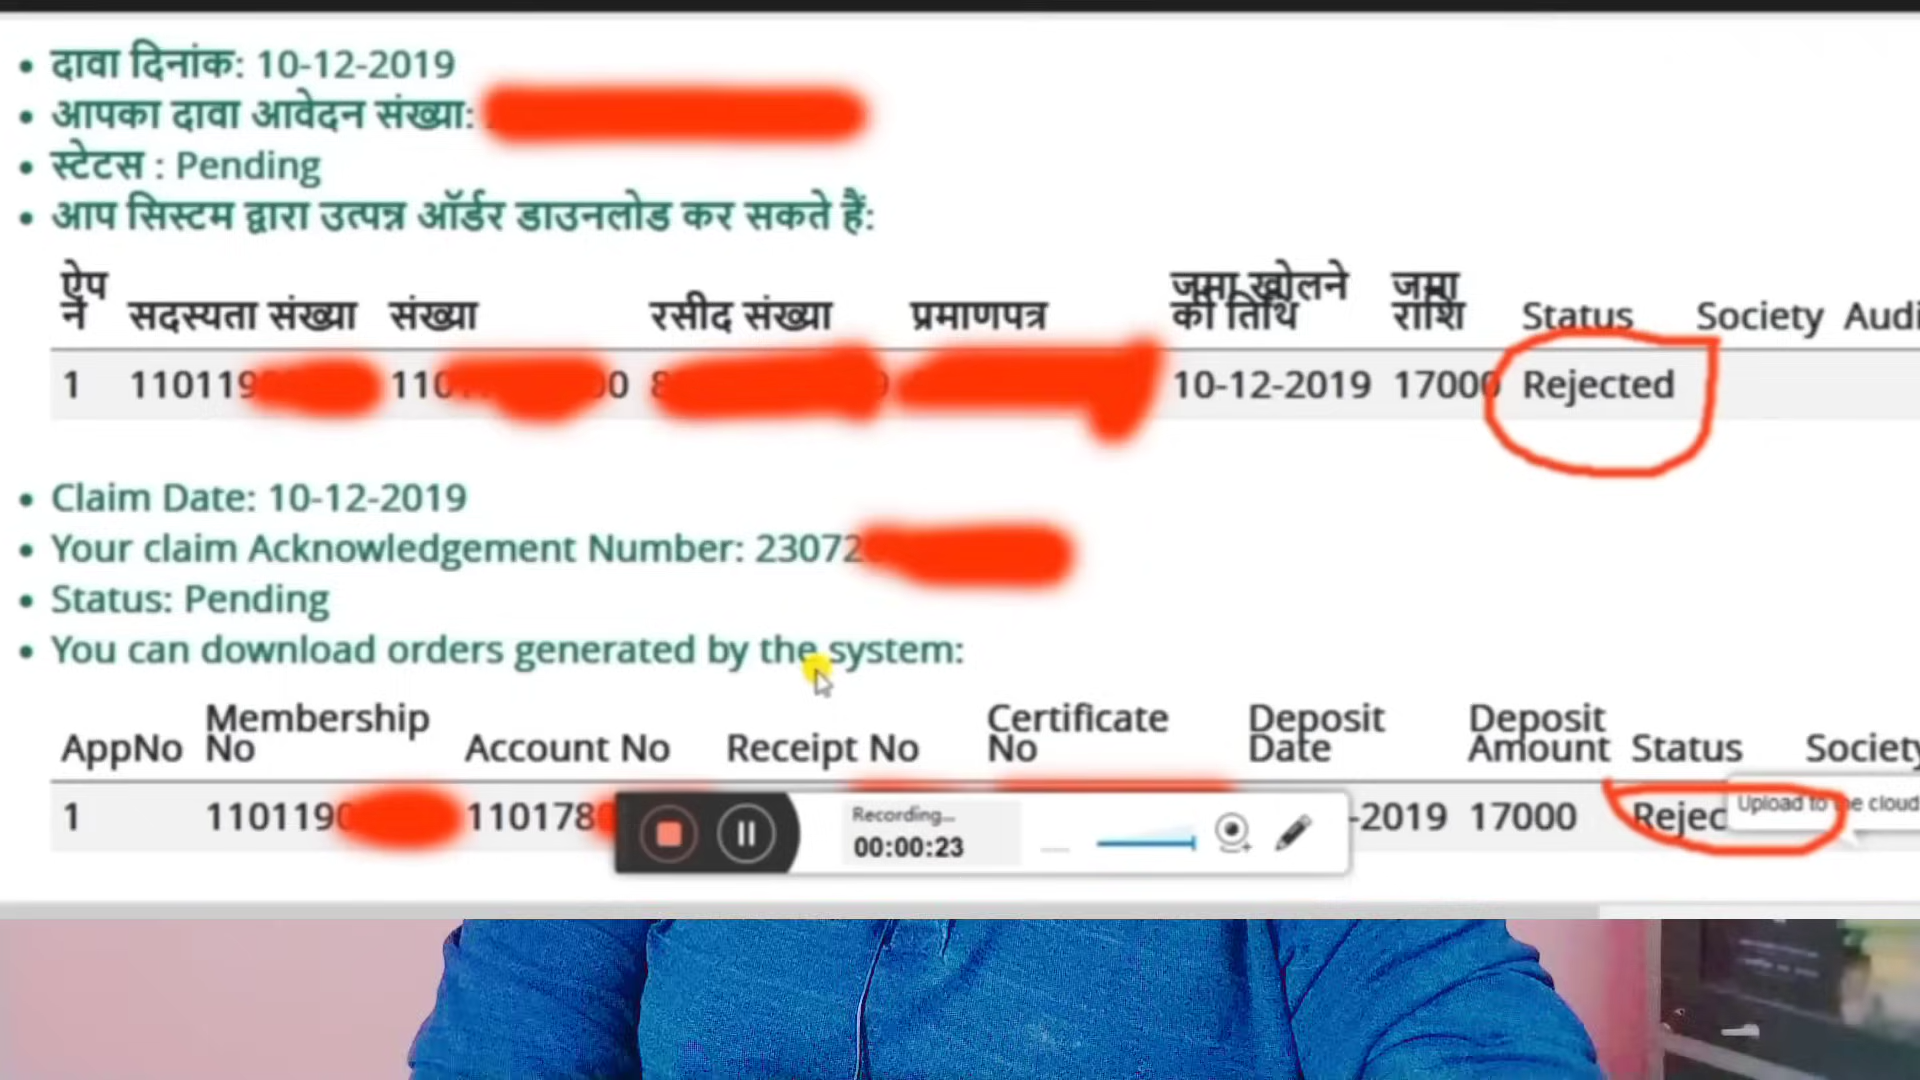 दावा दिनांक: 10-12-2019
आपका दावा आवेदन संख्या:
स्टेटस : Pending
आप सिस्टम द्वारा उत्पन्न ऑर्डर डाउनलोड कर सकते हैं:
ऐप न सदस्यता संख्या संख्या रसीद संख्या प्रमाणपत्र जमा खोलने की तिथि जमा राशि Status Society Audi
1 110119 110 00 8 9 10-12-2019 17000 Rejected
Claim Date: 10-12-2019
Your claim Acknowledgement Number: 23072
Status: Pending
You can download orders generated by the system:
AppNo Membership No Account No Receipt No Certificate No Deposit Date Deposit Amount Status Society
1 1101190 110178 -2019 17000 Rejec
Upload to the cloud
Recording...
00:00:23